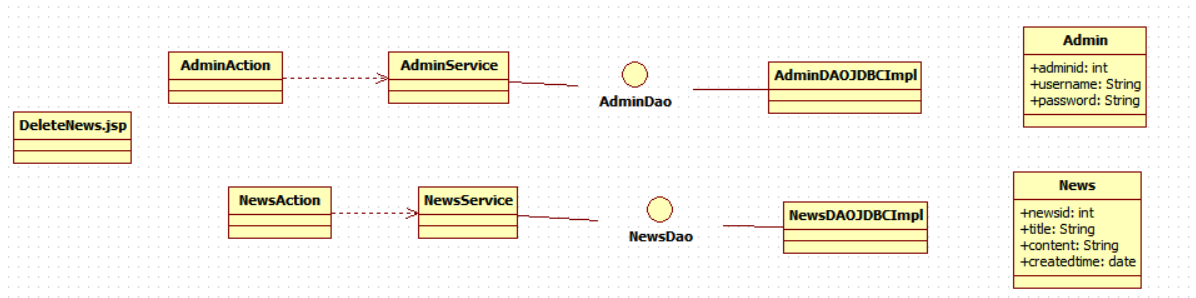 DeleteNews.jsp
AdminAction
AdminService
AdminDao
AdminDAOJDBCImpl
Admin
+adminid: int
+username: String
+password: String
NewsAction
NewsService
NewsDao
NewsDAOJDBCImpl
News
+newsid: int
+title: String
+content: String
+createdtime: date